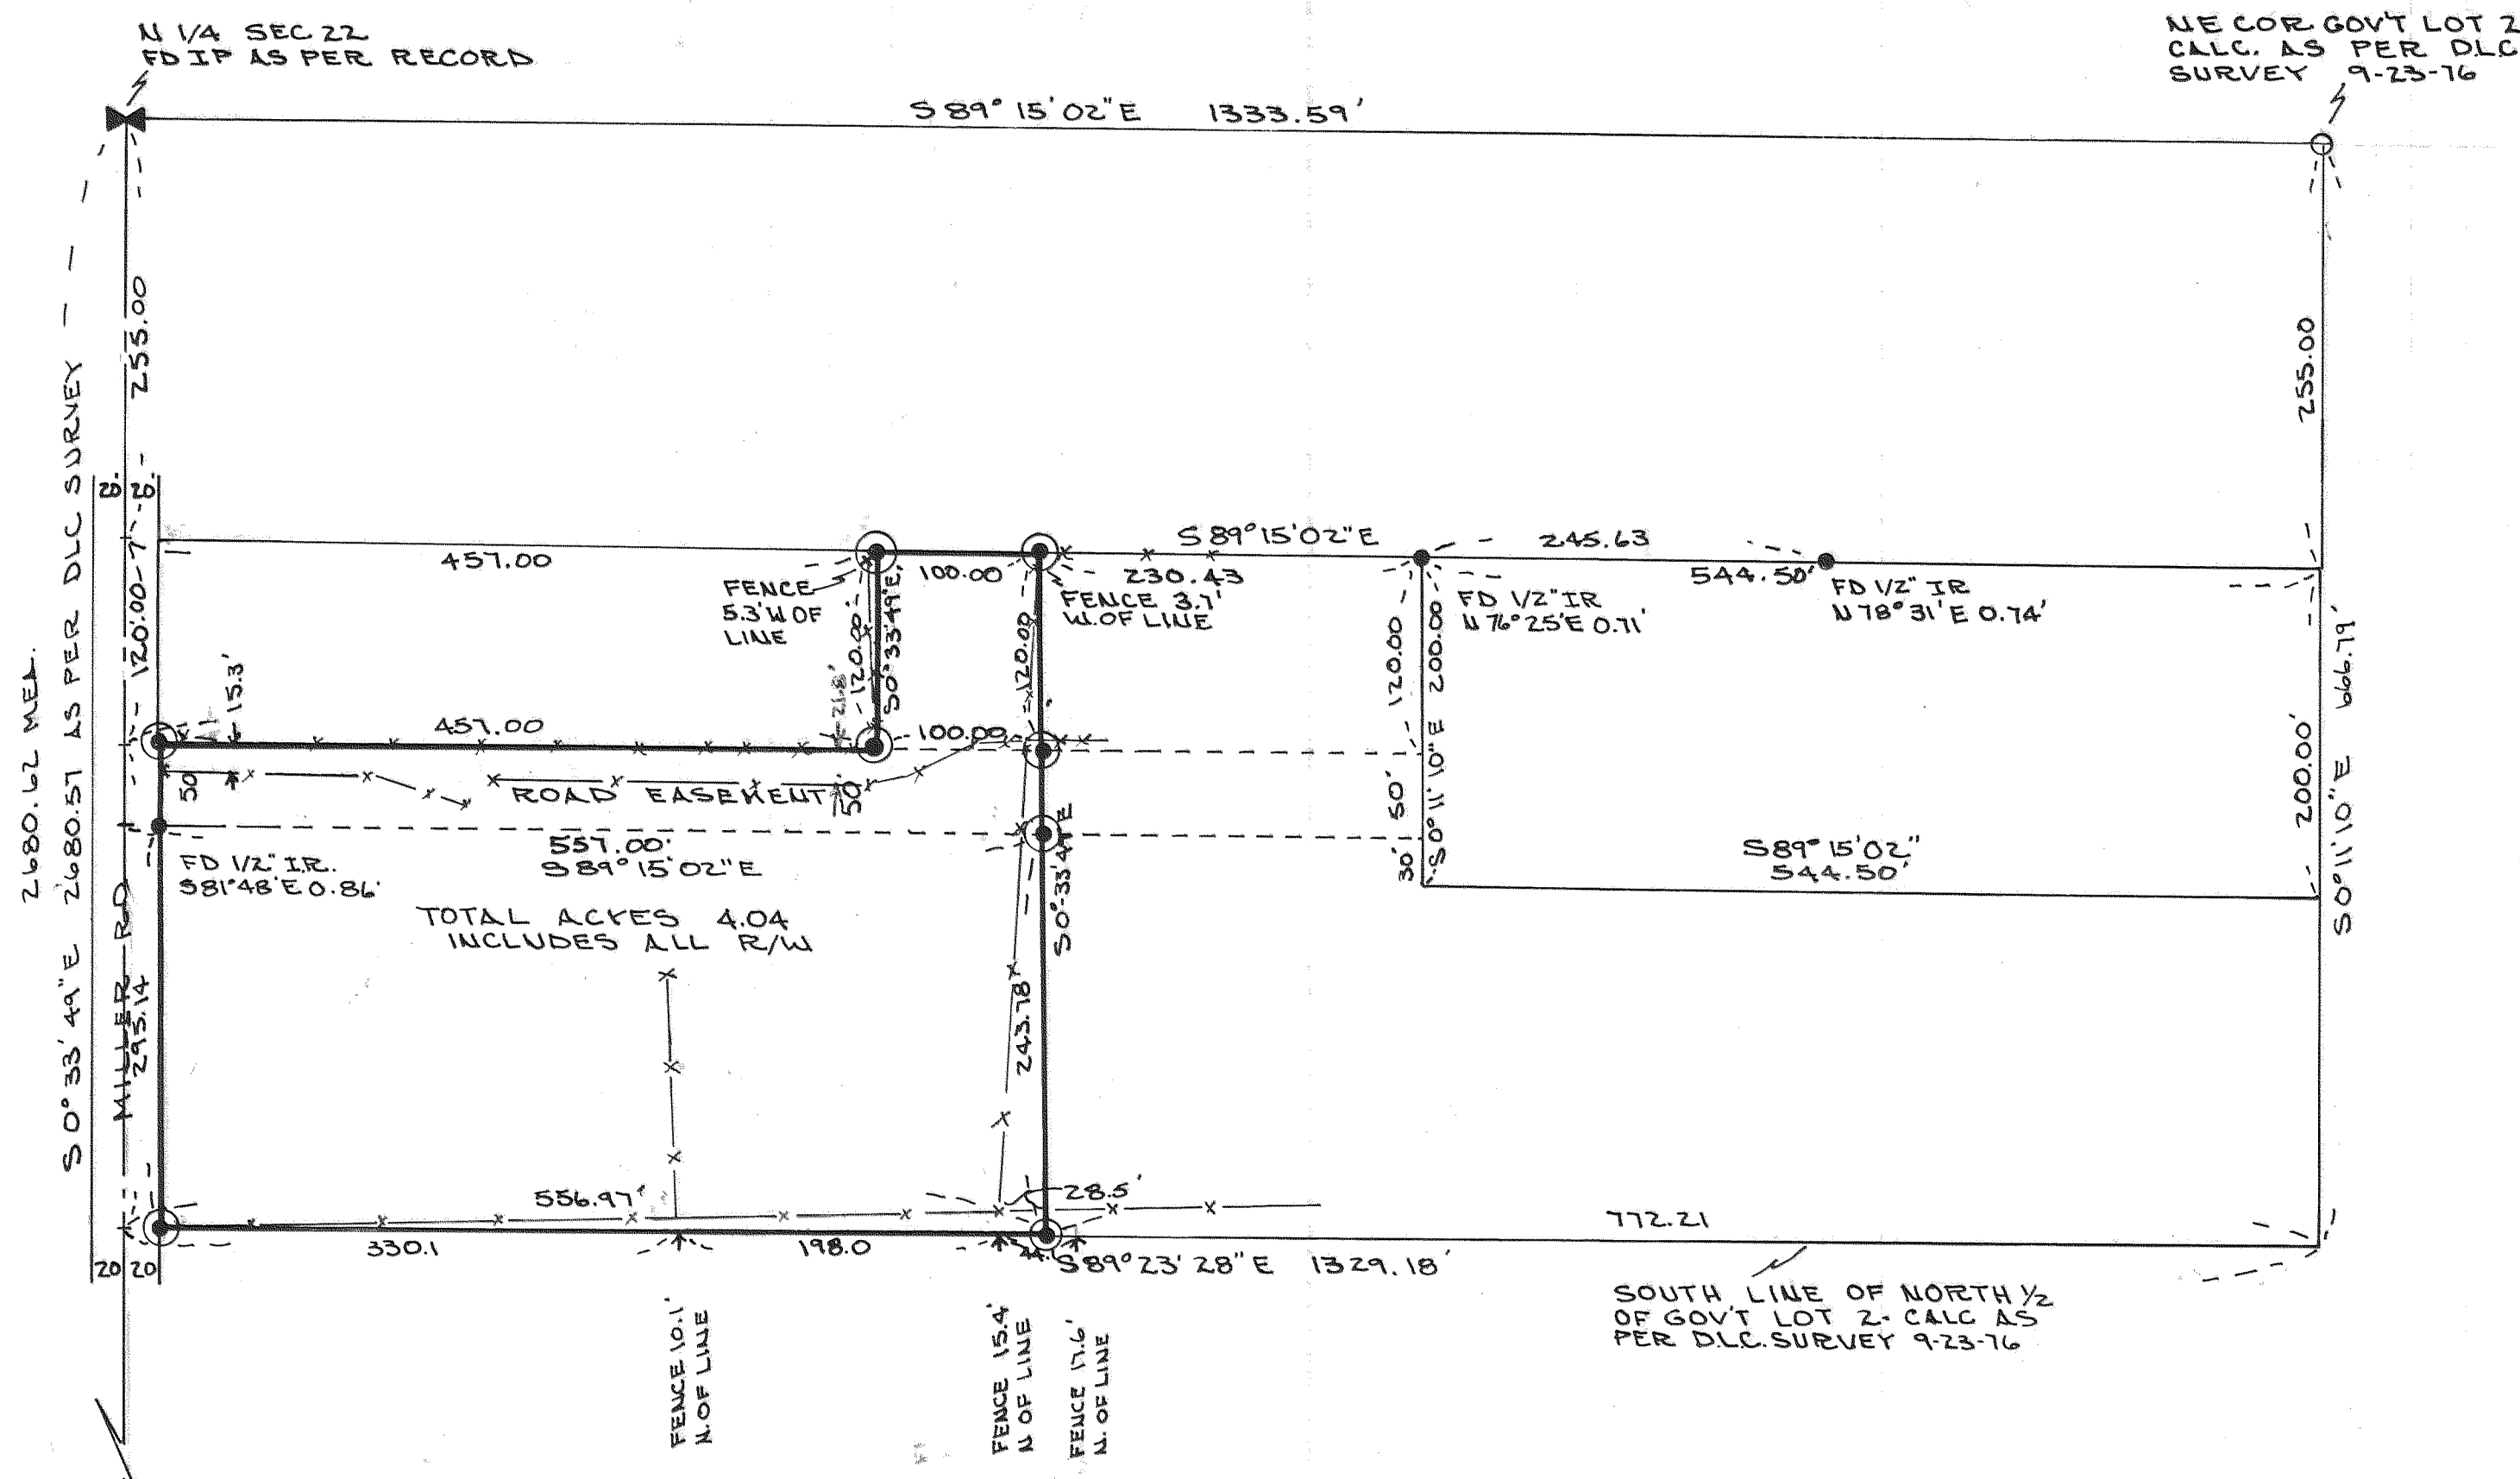 N 1/4 SEC 22
FD IP AS PER RECORD
NE COR GOV'T LOT 2
CALC. AS PER D.L.C
SURVEY 9-23-76
S 89° 15' 02" E 1333.59'
255.00
255.00
2680.62 MEA.
S 0° 33' 49" E 2680.57 AS PER DLC SURVEY
20. 20.
120.00
457.00
100.00
S 89° 15' 02" E
230.43
245.63
544.50'
FENCE
5.3' W OF
LINE
120.00
S 0° 33' 49" E
120.00
FENCE 3.7'
W. OF LINE
FD 1/2" IR
N 76° 25' E 0.71'
FD 1/2" IR
N 78° 31' E 0.74'
120.00
200.00
S 0° 11' 10" E
50'
30'
S 0° 11' 10" E 666.79'
200.00'
15.3'
457.00
21.8'
100.00
50
ROAD EASEMENT
50'
557.00'
S 89° 15' 02" E
FD 1/2" I.R.
S 81° 48' E 0.86'
S 89° 15' 02"
544.50'
TOTAL ACRES 4.04
INCLUDES ALL R/W
S 0° 33' 49" E
MILLER RD
295.14
243.78
556.97'
28.5'
330.1
198.0
772.21
S 89° 23' 28" E 1329.18'
20 20
SOUTH LINE OF NORTH 1/2
OF GOV'T LOT 2 - CALC AS
PER D.L.C. SURVEY 9-23-76
FENCE 10.1'
N. OF LINE
FENCE 15.4'
N OF LINE
FENCE 17.6'
N. OF LINE